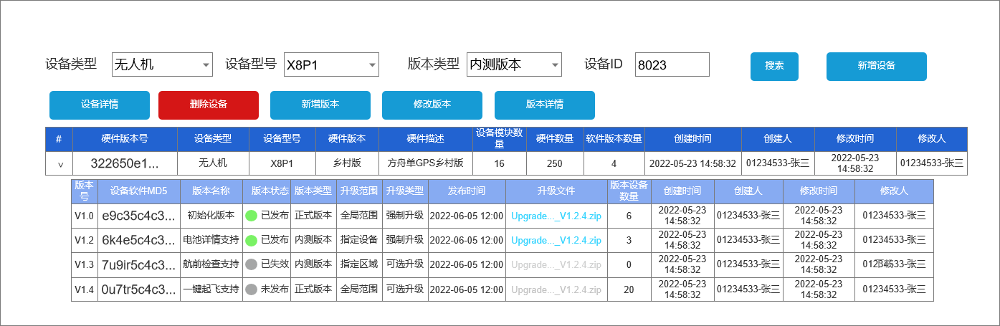 设备类型 无人机 设备型号 X8P1 版本类型 内测版本 设备ID 8023 搜索 新增设备
设备详情 删除设备 新增版本 修改版本 版本详情
# 硬件版本号 设备类型 设备型号 硬件版本 硬件描述 设备模块数量 硬件数量 软件版本数量 创建时间 创建人 修改时间 修改人
v 322650e1... 无人机 X8P1 乡村版 方舟单GPS乡村版 16 250 4 2022-05-23 14:58:32 01234533-张三 2022-05-23 14:58:32 01234533-张三
版本号 设备软件MD5 版本名称 版本状态 版本类型 升级范围 升级类型 发布时间 升级文件 版本设备数量 创建时间 创建人 修改时间 修改人
V1.0 e9c35c4c3... 初始化版本 已发布 正式版本 全局范围 强制升级 2022-06-05 12:00 Upgrade..._V1.2.4.zip 6 2022-05-23 14:58:32 01234533-张三 2022-05-23 14:58:32 01234533-张三
V1.2 6k4e5c4c3... 电池详情支持 已发布 内测版本 指定设备 强制升级 2022-06-05 12:00 Upgrade..._V1.2.4.zip 3 2022-05-23 14:58:32 01234533-张三 2022-05-23 14:58:32 01234533-张三
V1.3 7u9ir5c4c3... 航前检查支持 已失效 内测版本 指定区域 可选升级 2022-06-05 12:00 Upgrade..._V1.2.4.zip 0 2022-05-23 14:58:32 01234533-张三 2022-05-23 14:58:32 01234533-张三
V1.4 0u7tr5c4c3... 一键起飞支持 未发布 正式版本 全局范围 可选升级 2022-06-05 12:00 Upgrade..._V1.2.4.zip 20 2022-05-23 14:58:32 01234533-张三 2022-05-23 14:58:32 01234533-张三